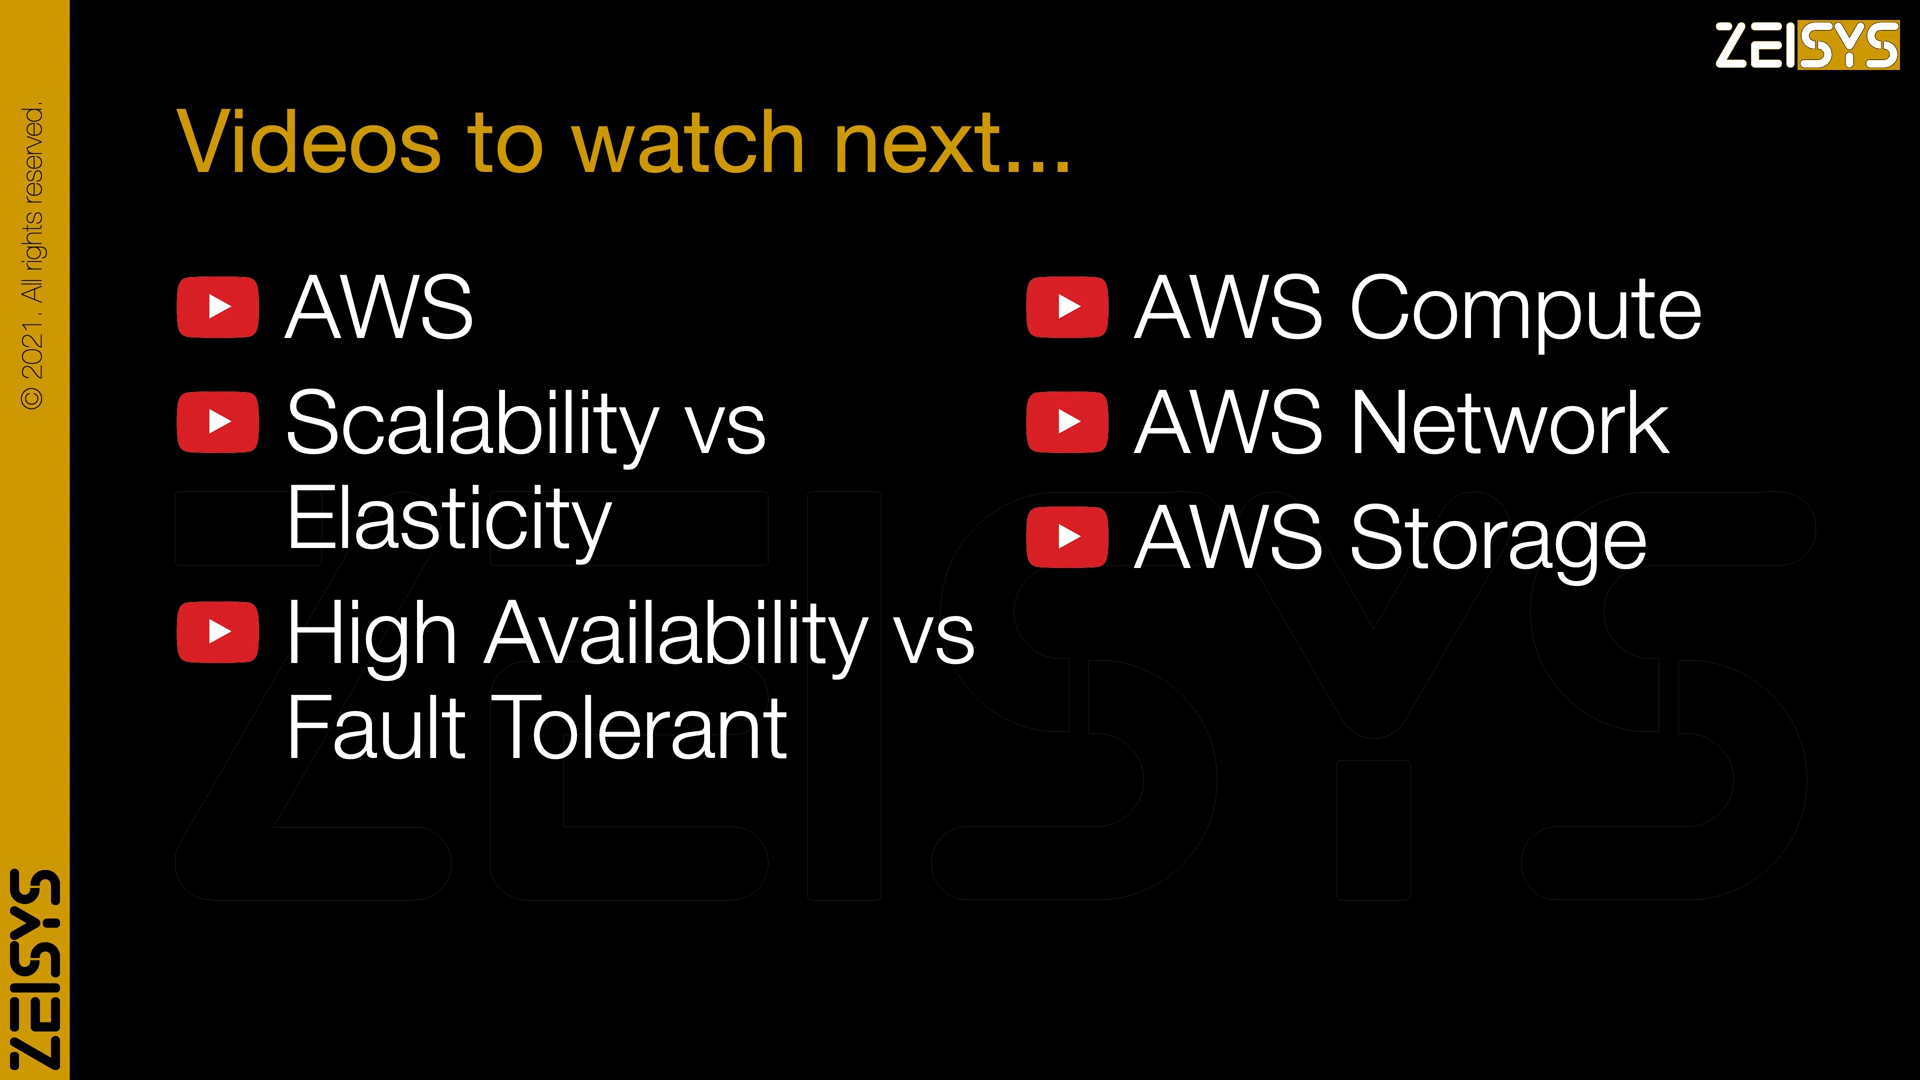 ZEISYS
© 2021. All rights reserved.
Videos to watch next...
AWS
Scalability vs
Elasticity
High Availability vs
Fault Tolerant
AWS Compute
AWS Network
AWS Storage
ZEISYS
ZEISYS